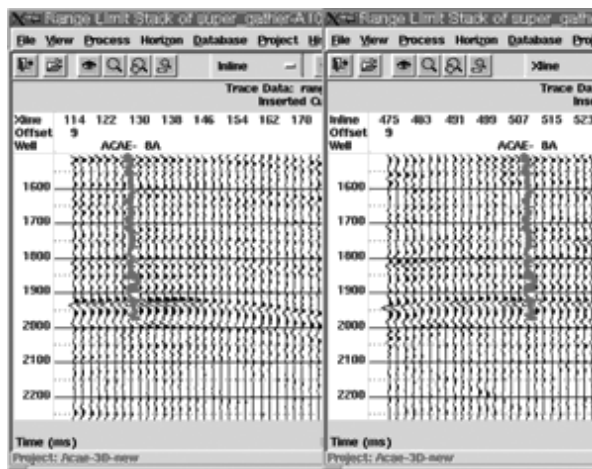 Range Limit Stack of super_gather-A10
File View Process Horizon Database Project
Inline
Trace Data:
Inserted
Xline 114 122 130 138 146 154 162 170
Offset 9
Well ACAE- 8A
1600
1700
1800
1900
2000
2100
2200
Time (ms)
Project: Acae-3D-new
Range Limit Stack of super_gath
File View Process Horizon Database
Xline
Trace
Inline 475 483 491 499 507 515 523
Offset 9
Well ACAE- 8A
1600
1700
1800
1900
2000
2100
2200
Time (ms)
Project: Acae-3D-new